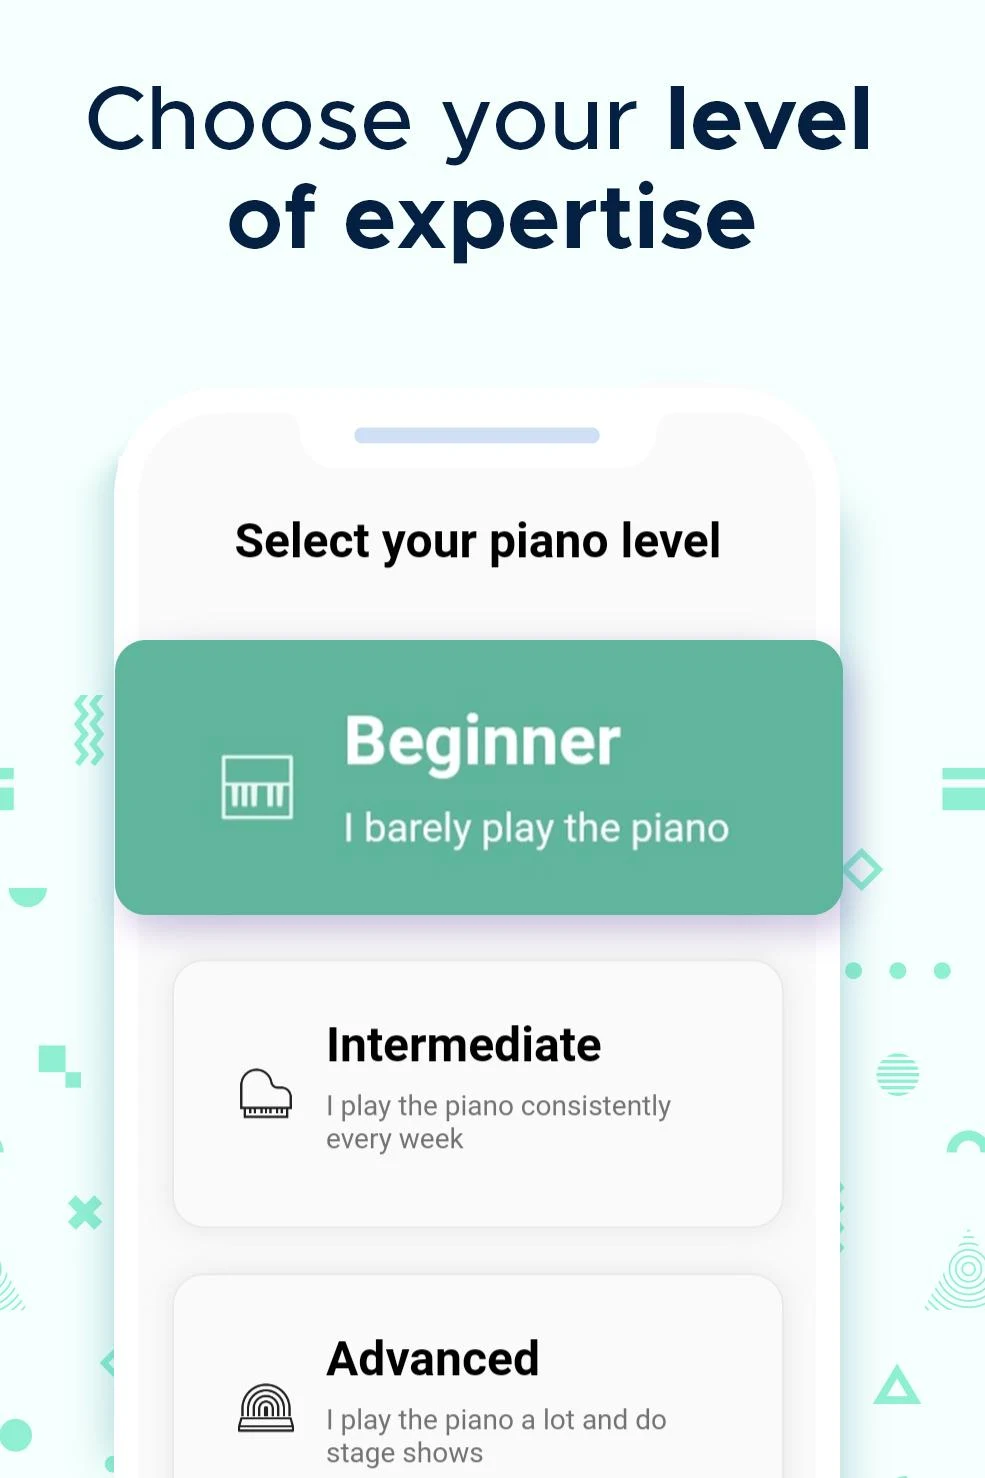 Choose your level
of expertise
Select your piano level
Beginner
I barely play the piano
Intermediate
I play the piano consistently
every week
Advanced
I play the piano a lot and do
stage shows